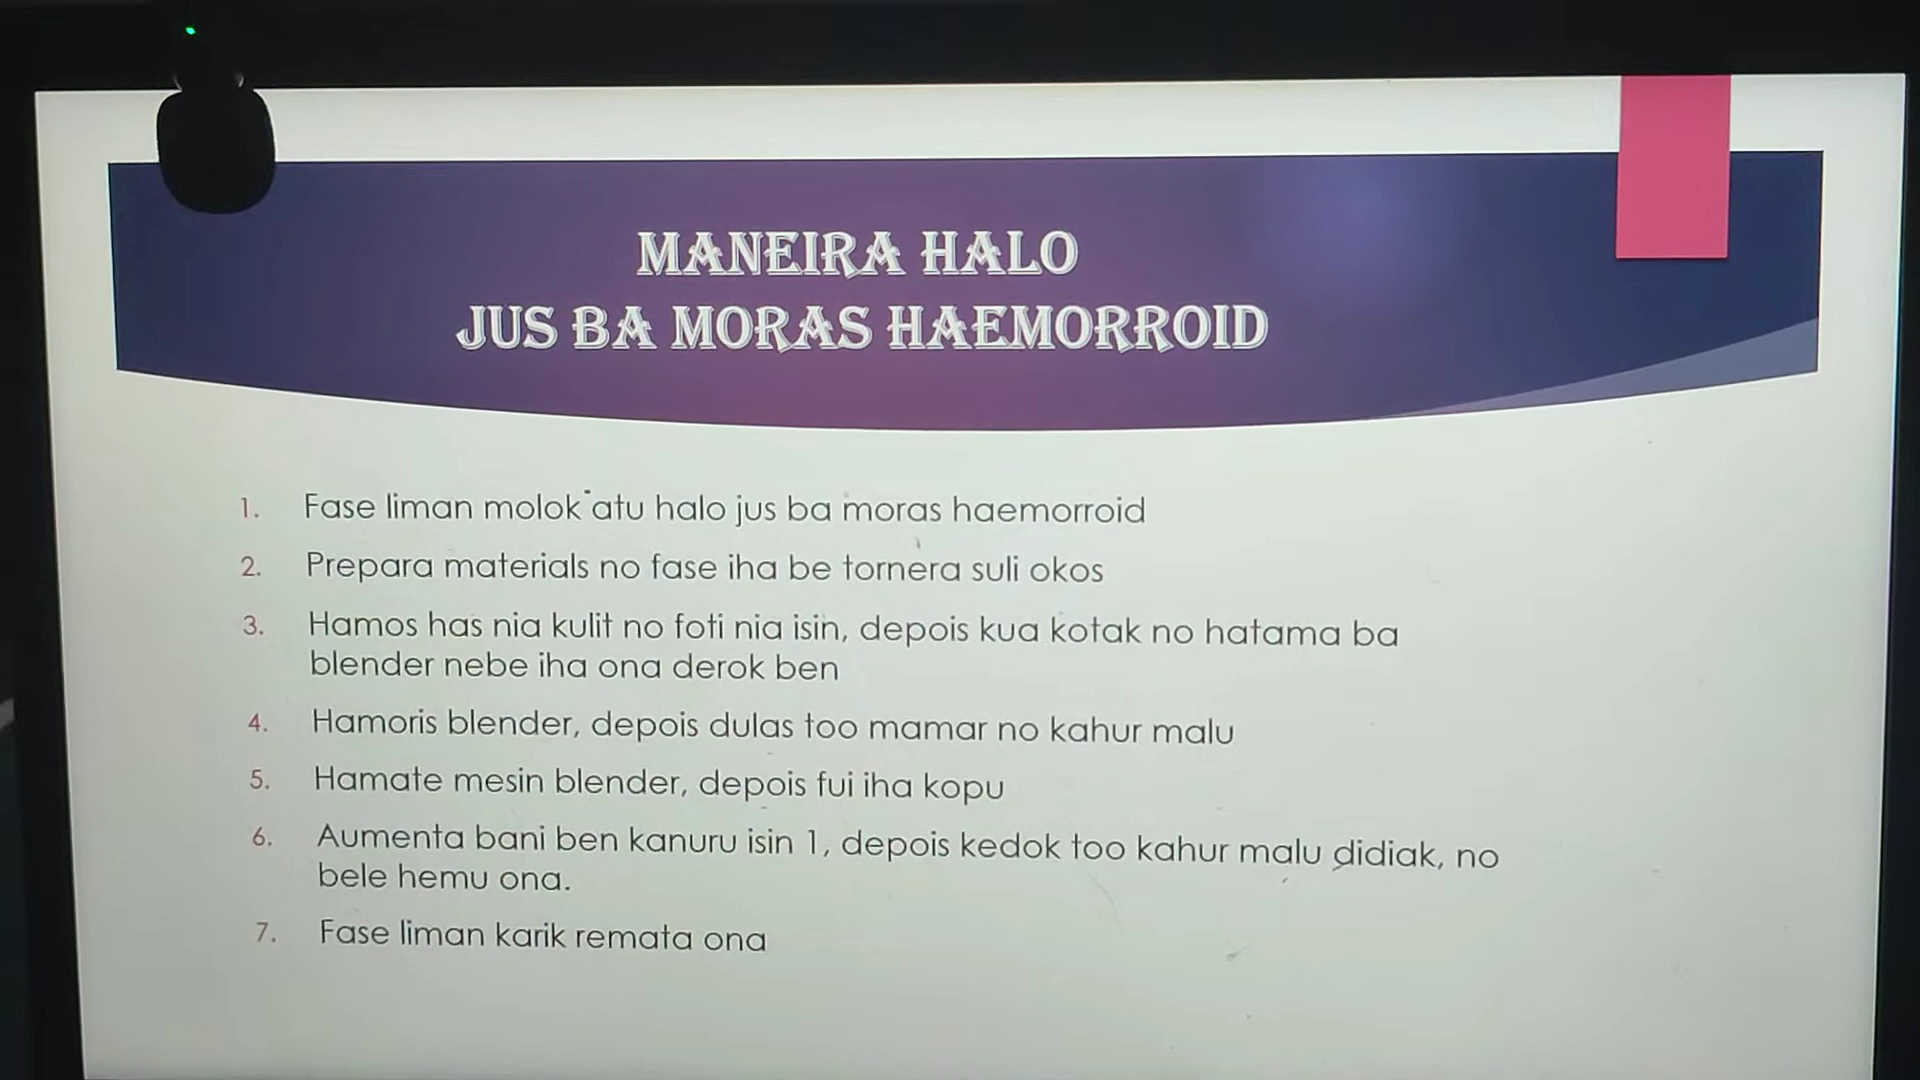 MANEIRA HALO
JUS BA MORAS HAEMORROID
1. Fase liman molok atu halo jus ba moras haemorroid
2. Prepara materials no fase iha be tornera suli okos
3. Hamos has nia kulit no foti nia isin, depois kua kotak no hatama ba
blender nebe iha ona derok ben
4. Hamoris blender, depois dulas too mamar no kahur malu
5. Hamate mesin blender, depois fui iha kopu
6. Aumenta bani ben kanuru isin 1, depois kedok too kahur malu didiak, no
bele hemu ona.
7. Fase liman karik remata ona